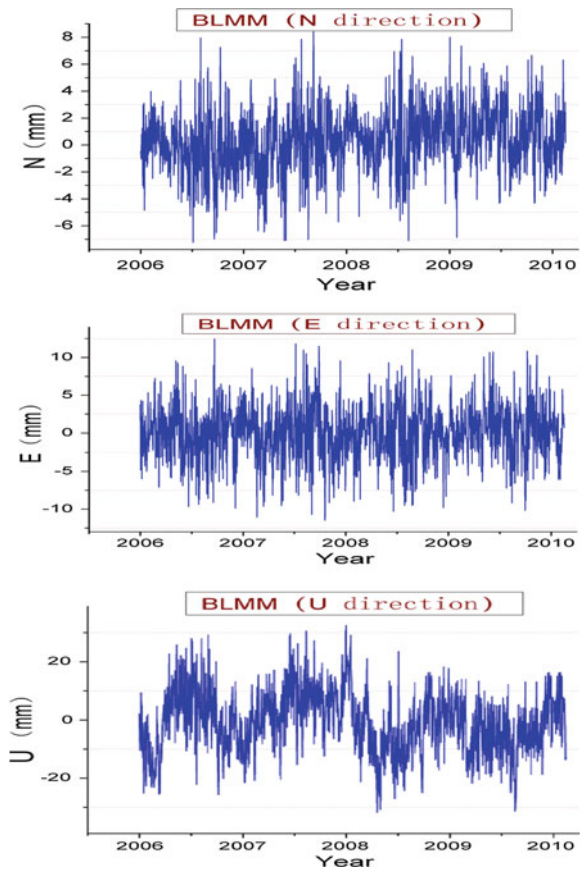 BLMM (N direction)
8
6
4
2
0
-2
-4
-6
N (mm)
2006 2007 2008 2009 2010
Year
BLMM (E direction)
10
5
0
-5
-10
E (mm)
2006 2007 2008 2009 2010
Year
BLMM (U direction)
20
0
-20
U (mm)
2006 2007 2008 2009 2010
Year